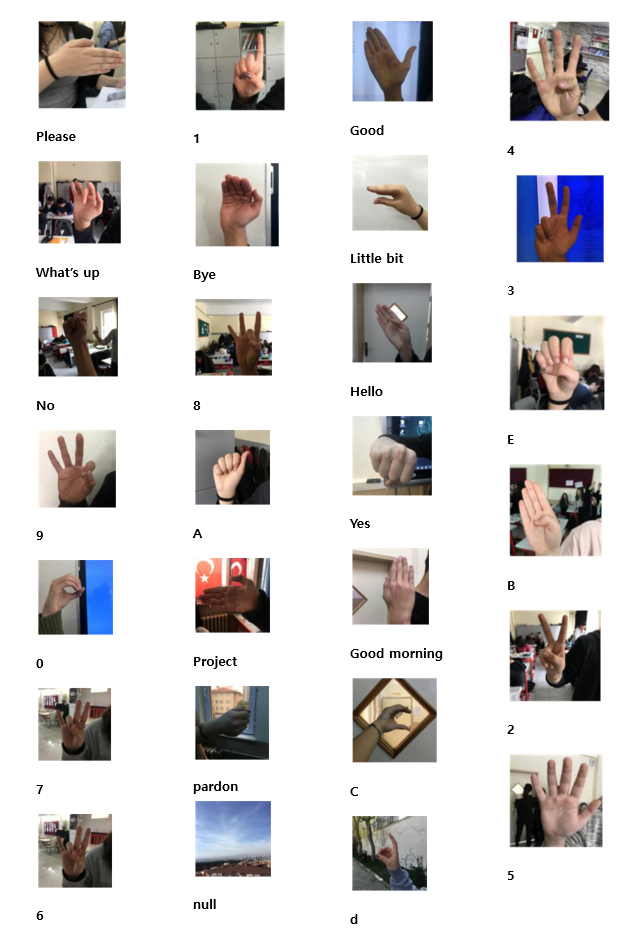 Please
What's up
No
9
0
7
6
1
Bye
8
A
Project
pardon
null
Good
Little bit
Hello
Yes
Good morning
C
d
4
3
E
B
2
5